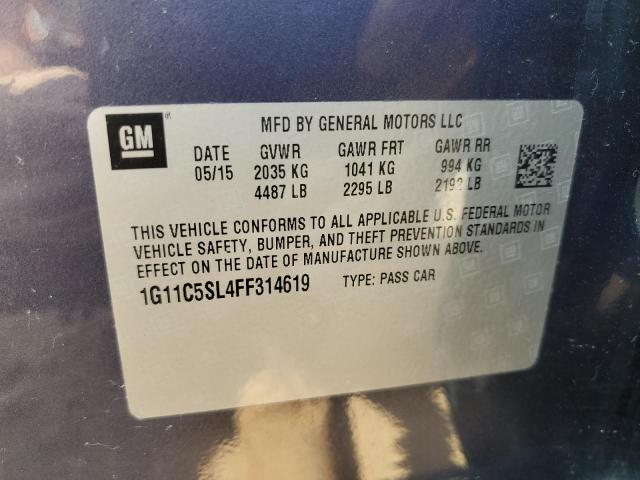 GM
MFD BY GENERAL MOTORS LLC
DATE GVWR GAWR FRT GAWR RR
05/15 2035 KG 1041 KG 994 KG
4487 LB 2295 LB 2192 LB
THIS VEHICLE CONFORMS TO ALL APPLICABLE U.S. FEDERAL MOTOR
VEHICLE SAFETY, BUMPER, AND THEFT PREVENTION STANDARDS IN
EFFECT ON THE DATE OF MANUFACTURE SHOWN ABOVE.
1G11C5SL4FF314619 TYPE: PASS CAR